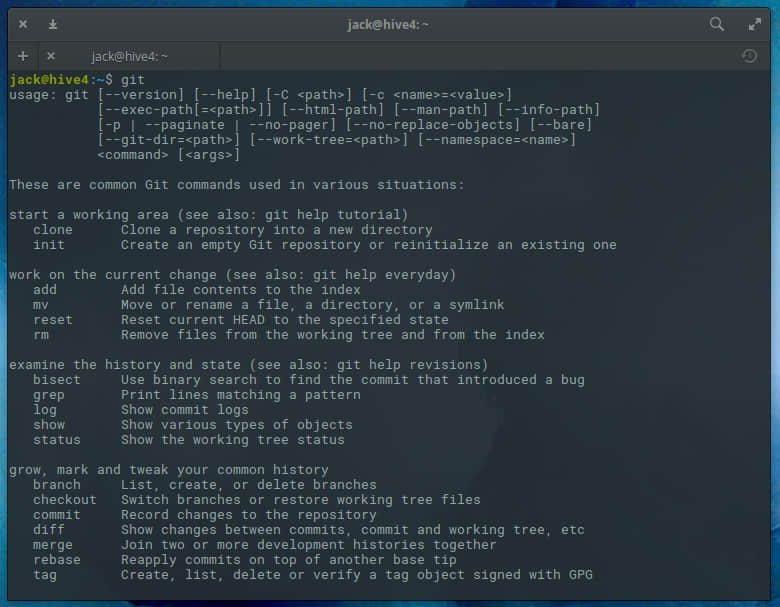 jack@hive4: ~
jack@hive4: ~
jack@hive4:~$ git
usage: git [--version] [--help] [-C <path>] [-c <name>=<value>]
           [--exec-path[=<path>]] [--html-path] [--man-path] [--info-path]
           [-p | --paginate | --no-pager] [--no-replace-objects] [--bare]
           [--git-dir=<path>] [--work-tree=<path>] [--namespace=<name>]
           <command> [<args>]

These are common Git commands used in various situations:

start a working area (see also: git help tutorial)
   clone      Clone a repository into a new directory
   init       Create an empty Git repository or reinitialize an existing one

work on the current change (see also: git help everyday)
   add        Add file contents to the index
   mv         Move or rename a file, a directory, or a symlink
   reset      Reset current HEAD to the specified state
   rm         Remove files from the working tree and from the index

examine the history and state (see also: git help revisions)
   bisect     Use binary search to find the commit that introduced a bug
   grep       Print lines matching a pattern
   log        Show commit logs
   show       Show various types of objects
   status     Show the working tree status

grow, mark and tweak your common history
   branch     List, create, or delete branches
   checkout   Switch branches or restore working tree files
   commit     Record changes to the repository
   diff       Show changes between commits, commit and working tree, etc
   merge      Join two or more development histories together
   rebase     Reapply commits on top of another base tip
   tag        Create, list, delete or verify a tag object signed with GPG